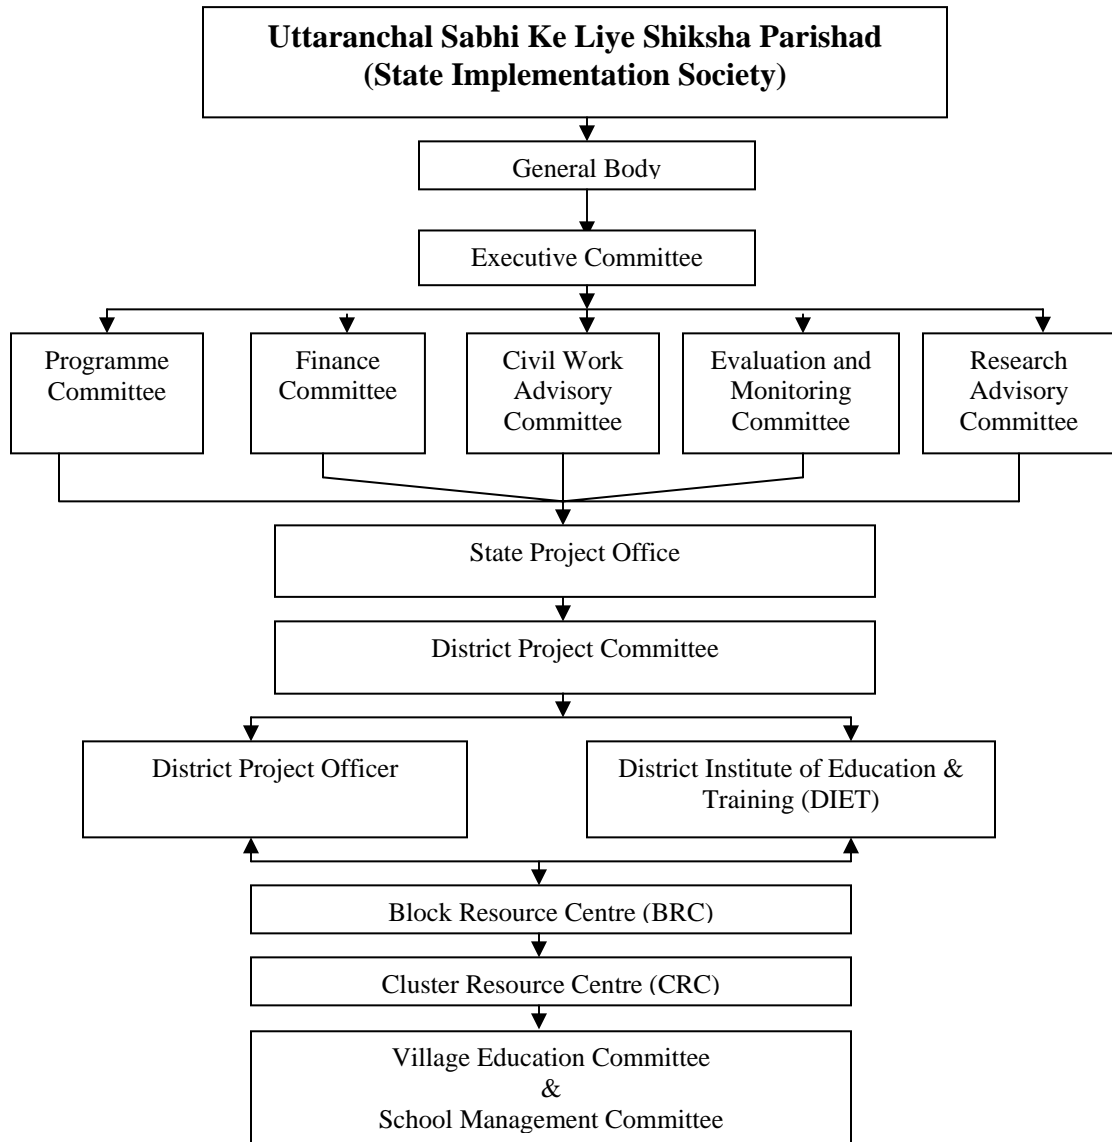 Uttaranchal Sabhi Ke Liye Shiksha Parishad
(State Implementation Society)
General Body
Executive Committee
Programme
Committee
Finance
Committee
Civil Work
Advisory
Committee
Evaluation and
Monitoring
Committee
Research
Advisory
Committee
State Project Office
District Project Committee
District Project Officer
District Institute of Education &
Training (DIET)
Block Resource Centre (BRC)
Cluster Resource Centre (CRC)
Village Education Committee
&
School Management Committee